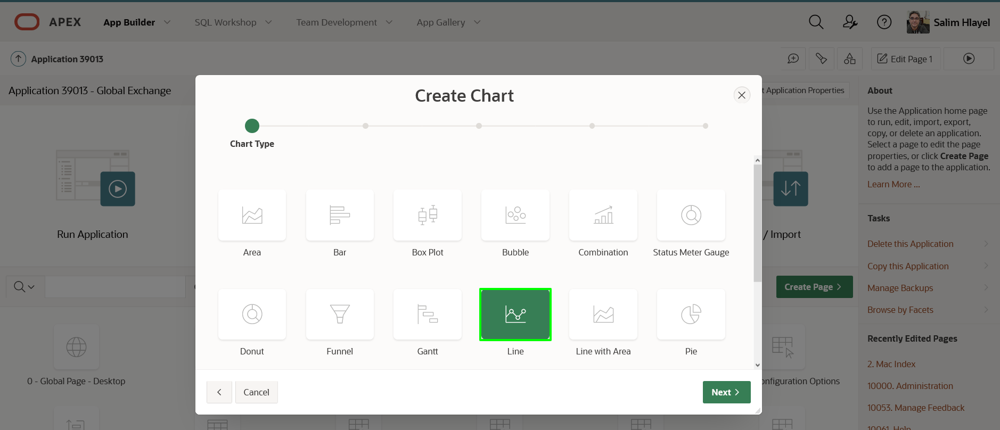 APEX
App Builder
SQL Workshop
Team Development
App Gallery
Salim Hlayel
Application 39013
Edit Page 1
Application 39013 - Global Exchange
t Application Properties
Run Application
/ Import
Create Page
0 - Global Page - Desktop
onfiguration Options
Create Chart
Chart Type
Area
Bar
Box Plot
Bubble
Combination
Status Meter Gauge
Donut
Funnel
Gantt
Line
Line with Area
Pie
Cancel
Next
About
Use the Application home page
to run, edit, import, export,
copy, or delete an application.
Select a page to edit the page
properties, or click Create Page
to add a page to the application.
Learn More ...
Tasks
Delete this Application
Copy this Application
Manage Backups
Browse by Facets
Recently Edited Pages
2. Mac Index
10000. Administration
10053. Manage Feedback
10061. Help